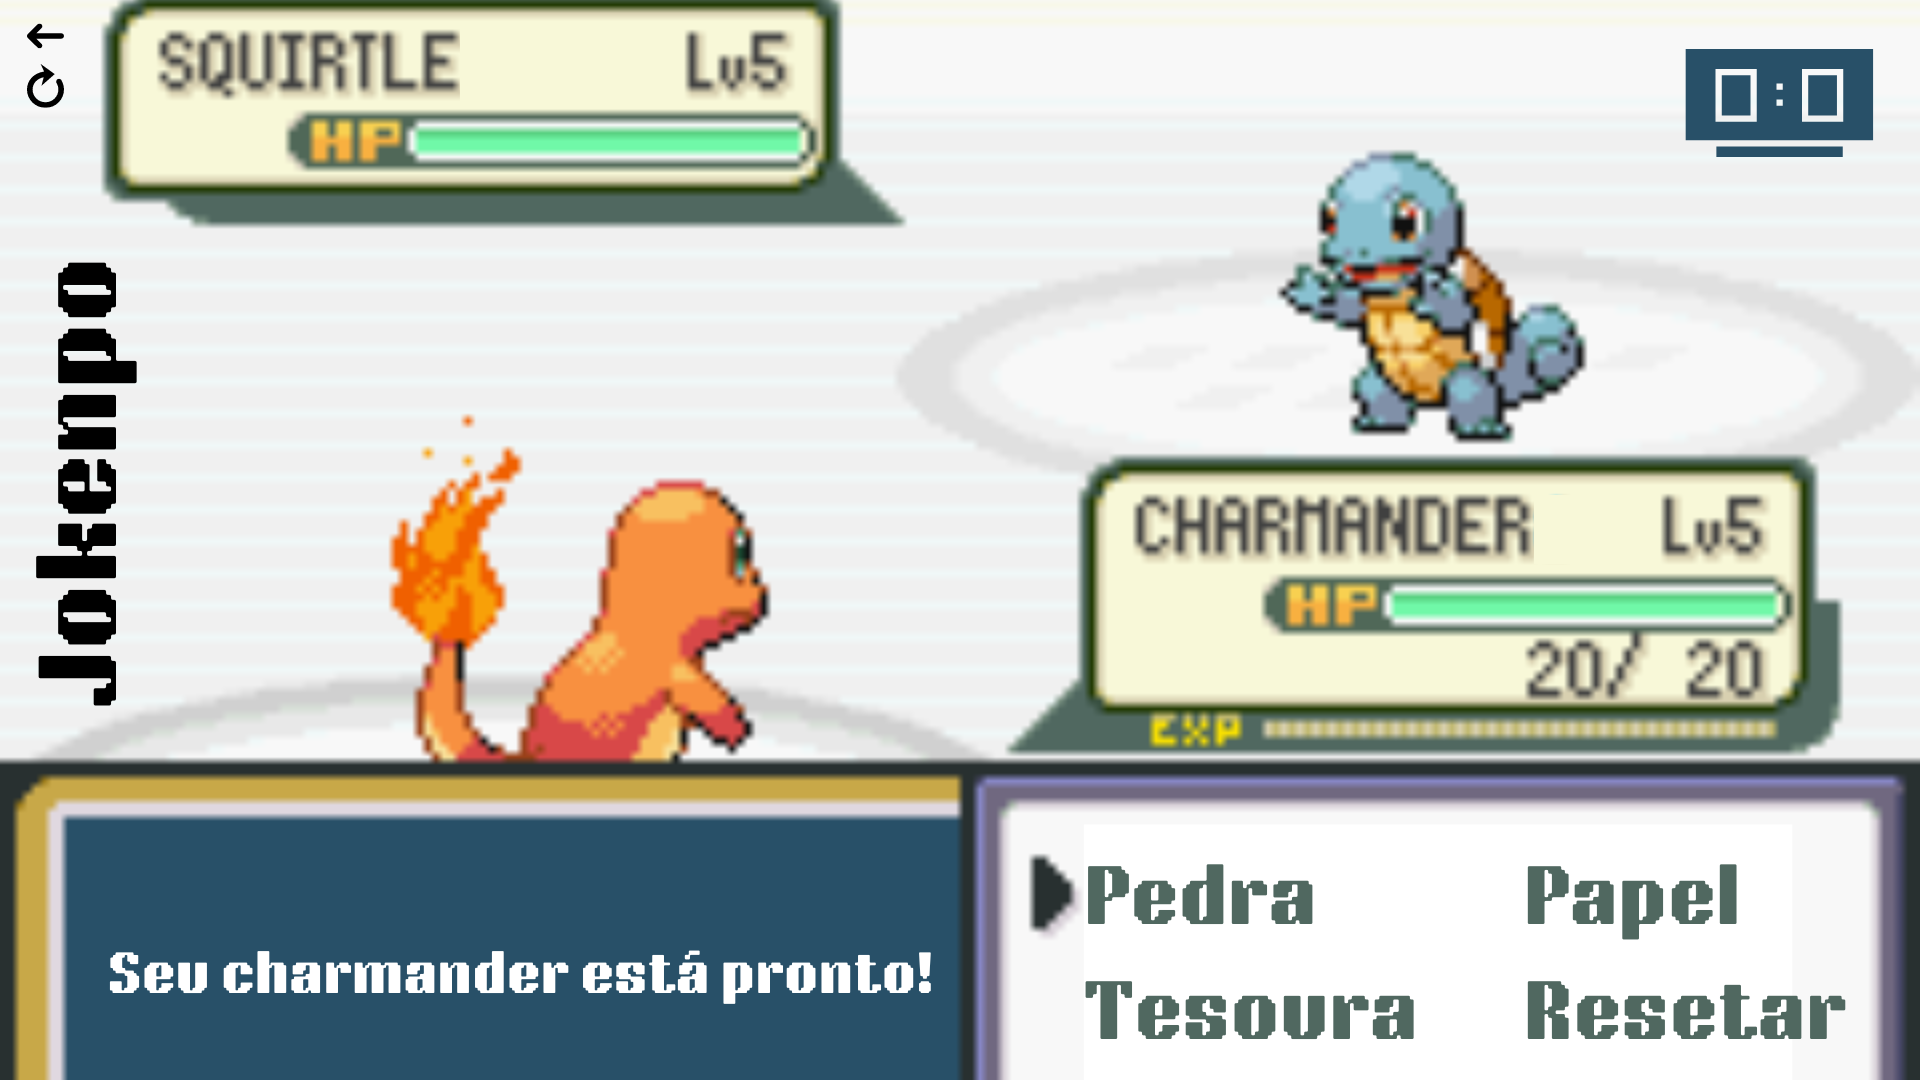 SQUIRTLE Lv5
HP
0:0
Jokempo
CHARMANDER Lv5
HP
20/ 20
EXP
Seu charmander está pronto!
Pedra Papel
Tesoura Resetar